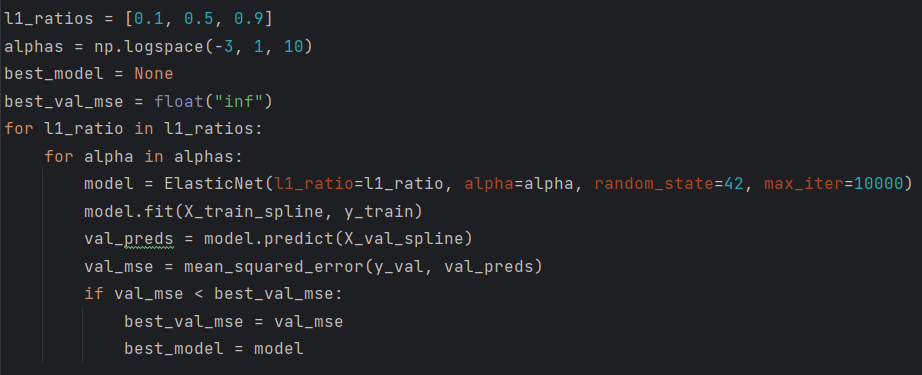 l1_ratios = [0.1, 0.5, 0.9]
alphas = np.logspace(-3, 1, 10)
best_model = None
best_val_mse = float("inf")
for l1_ratio in l1_ratios:
    for alpha in alphas:
        model = ElasticNet(l1_ratio=l1_ratio, alpha=alpha, random_state=42, max_iter=10000)
        model.fit(X_train_spline, y_train)
        val_preds = model.predict(X_val_spline)
        val_mse = mean_squared_error(y_val, val_preds)
        if val_mse < best_val_mse:
            best_val_mse = val_mse
            best_model = model